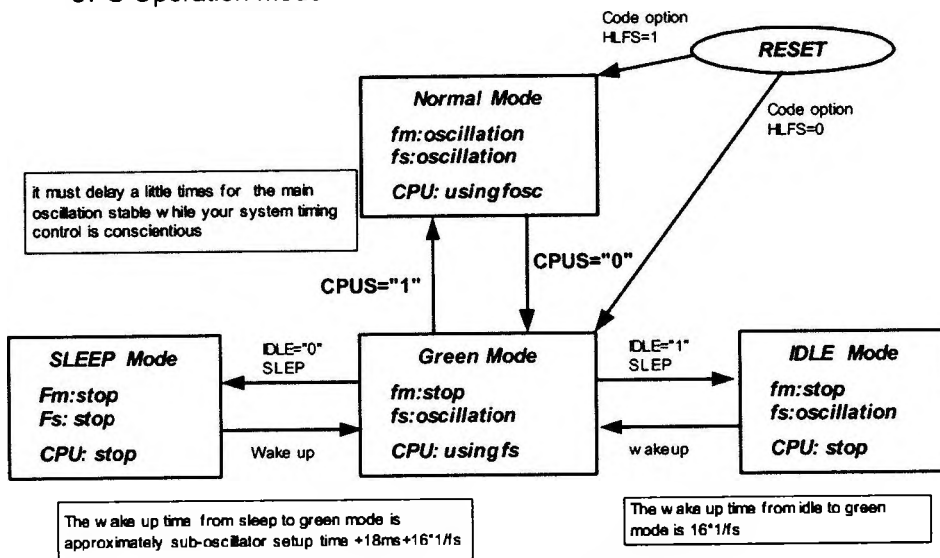 Code option
HLFS=1
RESET
Normal Mode
fm:oscillation
fs:oscillation
CPU: using fosc
Code option
HLFS=0
it must delay a little times for the main
oscillation stable while your system timing
control is conscientious
CPUS="1"
CPUS="0"
SLEEP Mode
Fm:stop
Fs: stop
CPU: stop
IDLE="0"
SLEP
Wake up
Green Mode
fm:stop
fs:oscillation
CPU: using fs
IDLE="1"
SLEP
wakeup
IDLE Mode
fm:stop
fs:oscillation
CPU: stop
The wake up time from sleep to green mode is
approximately sub-oscillator setup time +18ms+16*1/fs
The wake up time from idle to green
mode is 16*1/fs